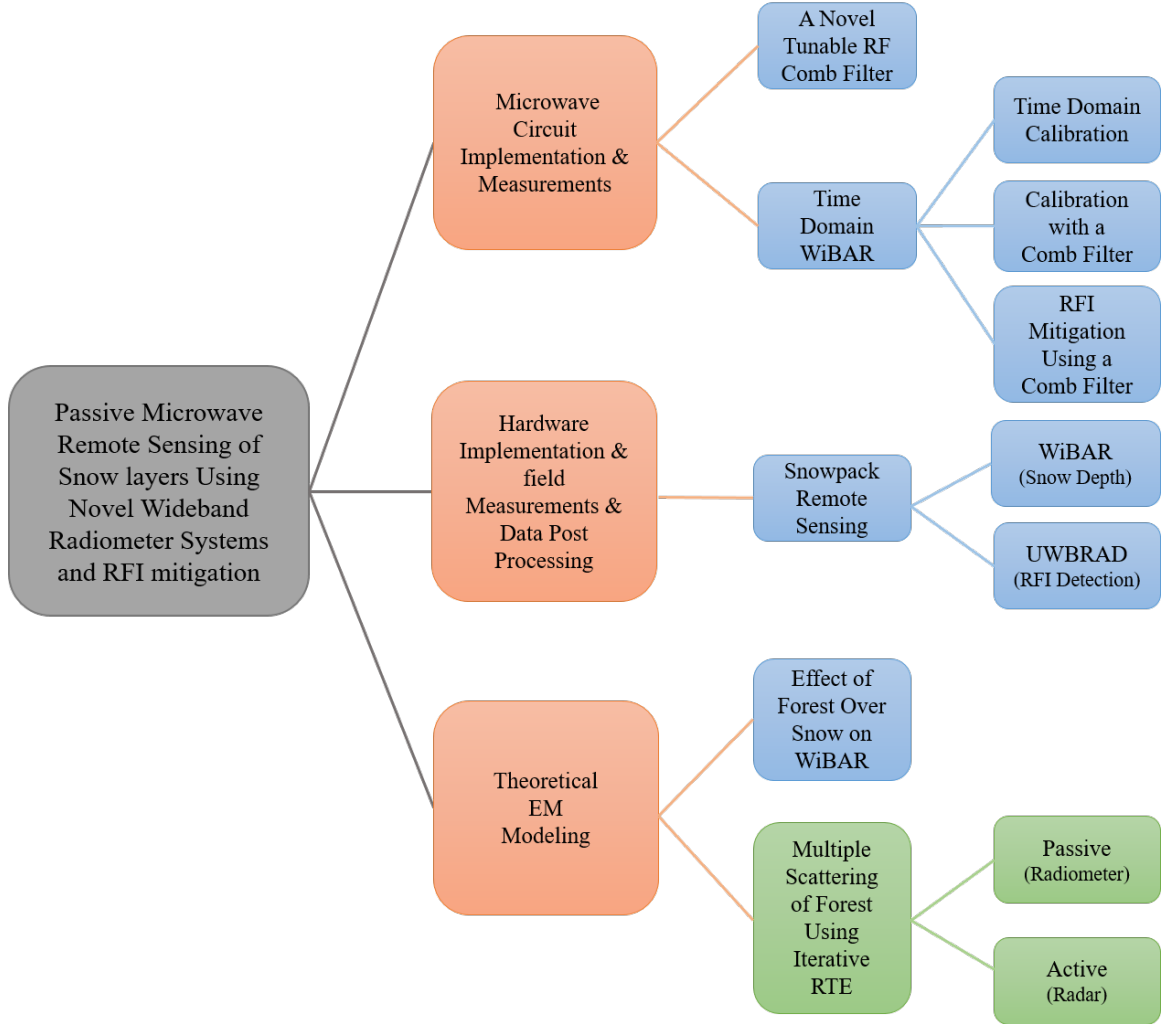 Passive Microwave
Remote Sensing of
Snow layers Using
Novel Wideband
Radiometer Systems
and RFI mitigation
Microwave
Circuit
Implementation &
Measurements
A Novel
Tunable RF
Comb Filter
Time
Domain
WiBAR
Time Domain
Calibration
Calibration
with a
Comb Filter
RFI
Mitigation
Using a
Comb Filter
Hardware
Implementation &
field
Measurements &
Data Post
Processing
Snowpack
Remote
Sensing
WiBAR
(Snow Depth)
UWBRAD
(RFI Detection)
Theoretical
EM
Modeling
Effect of
Forest Over
Snow on
WiBAR
Multiple
Scattering
of Forest
Using
Iterative
RTE
Passive
(Radiometer)
Active
(Radar)